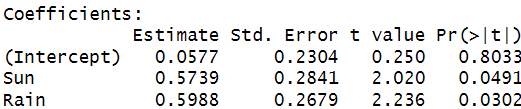 Coefficients:
Estimate Std. Error t value Pr(>|t|)
(Intercept) 0.0577 0.2304 0.250 0.8033
Sun 0.5739 0.2841 2.020 0.0491
Rain 0.5988 0.2679 2.236 0.0302